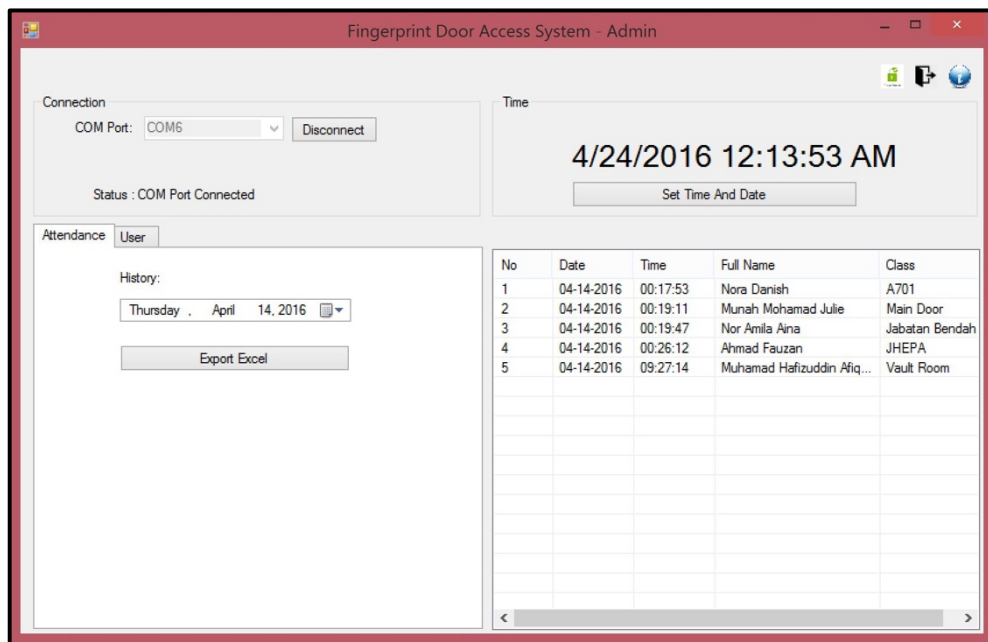 Fingerprint Door Access System - Admin
Connection
COM Port: COM6 Disconnect
Status : COM Port Connected
Time
4/24/2016 12:13:53 AM
Set Time And Date
Attendance User
History:
Thursday , April 14, 2016
Export Excel
No Date Time Full Name Class
1 04-14-2016 00:17:53 Nora Danish A701
2 04-14-2016 00:19:11 Munah Mohamad Julie Main Door
3 04-14-2016 00:19:47 Nor Amila Aina Jabatan Bendah
4 04-14-2016 00:26:12 Ahmad Fauzan JHEPA
5 04-14-2016 09:27:14 Muhamad Hafizuddin Afiq... Vault Room